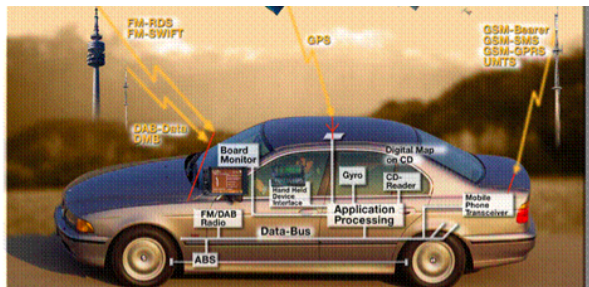 FM-RDS
FM-SWIFT
GPS
GSM-Bearer
GSM-SMS
GSM-GPRS
UMTS
DAB-Data
DMB
Board
Monitor
Digital Map
on CD
Hand Held
Device
Interface
Gyro
CD-
Reader
FM/DAB
Radio
Application
Processing
Mobile
Phone
Transceiver
Data-Bus
ABS